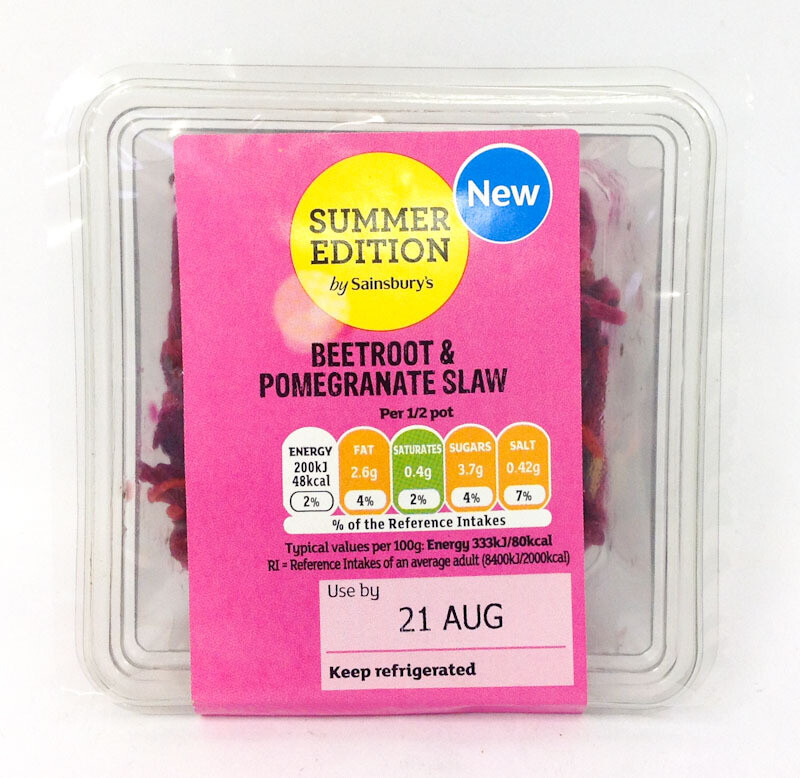 SUMMER
EDITION
by Sainsbury's
New
BEETROOT &
POMEGRANATE SLAW
Per 1/2 pot
ENERGY
200kJ
48kcal
2%
FAT
2.6g
4%
SATURATES
0.4g
2%
SUGARS
3.7g
4%
SALT
0.42g
7%
% of the Reference Intakes
Typical values per 100g: Energy 333kJ/80kcal
RI = Reference Intakes of an average adult (8400kJ/2000kcal)
Use by
21 AUG
Keep refrigerated